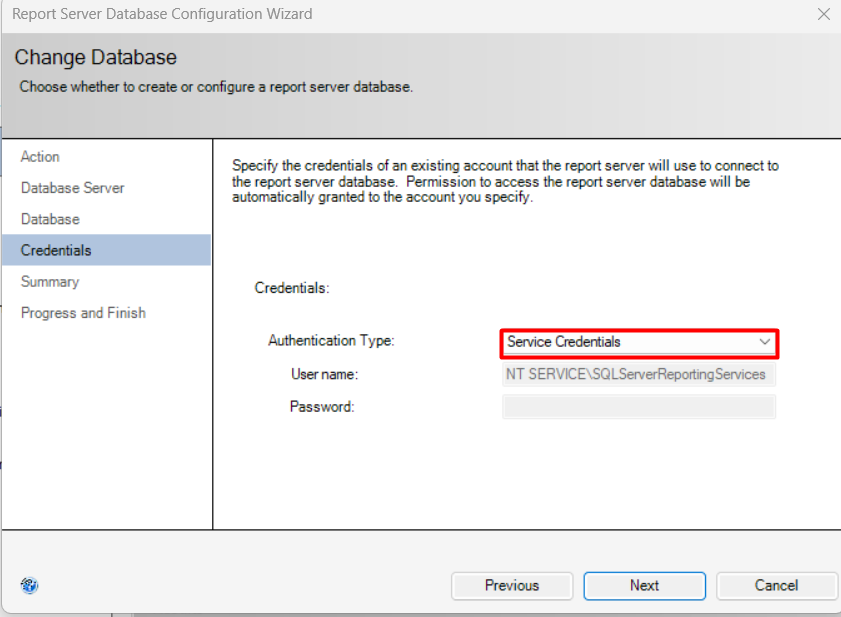 Report Server Database Configuration Wizard
Change Database
Choose whether to create or configure a report server database.
Action
Database Server
Database
Credentials
Summary
Progress and Finish
Specify the credentials of an existing account that the report server will use to connect to
the report server database. Permission to access the report server database will be
automatically granted to the account you specify.
Credentials:
Authentication Type:
Service Credentials
User name:
NT SERVICE\SQLServerReportingServices
Password:
Previous
Next
Cancel